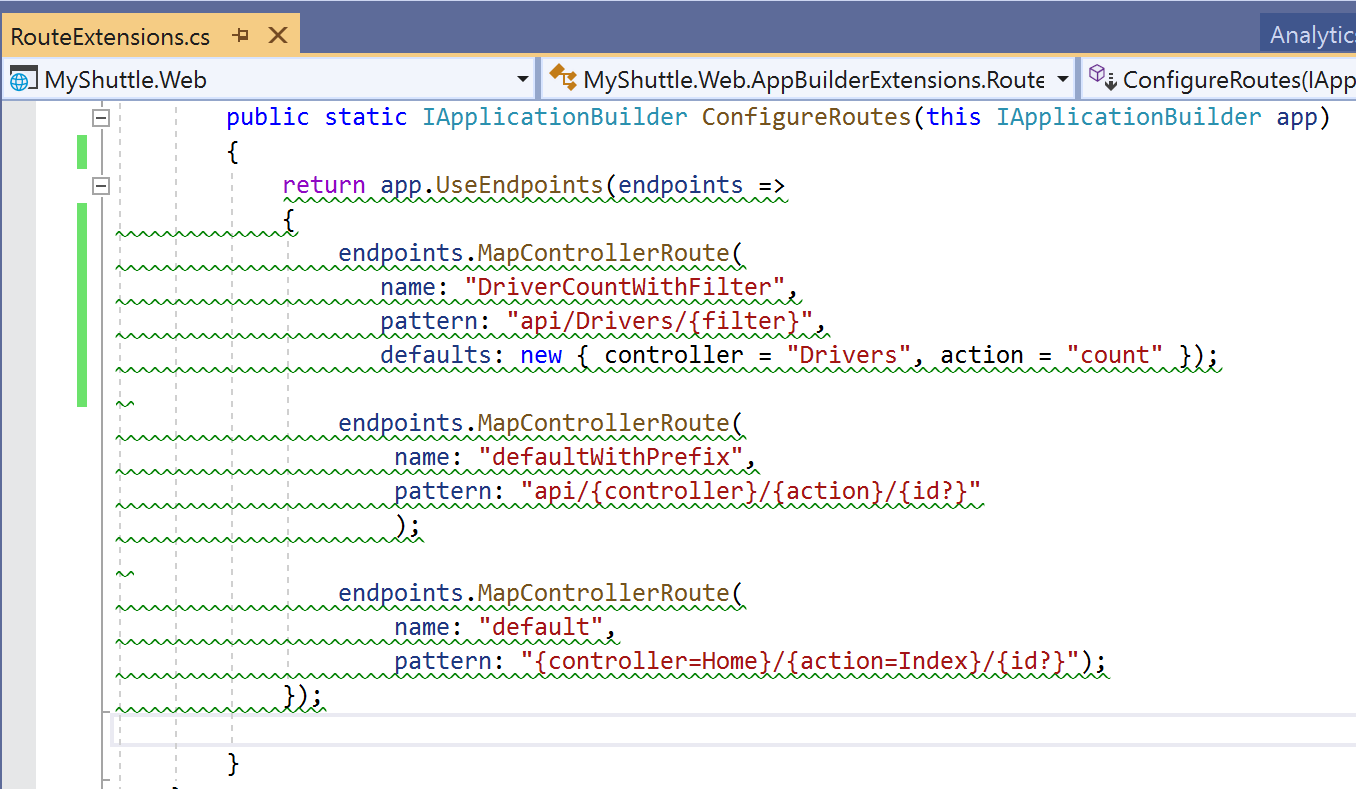 RouteExtensions.cs
Analytics
MyShuttle.Web
MyShuttle.Web.AppBuilderExtensions.Route
ConfigureRoutes(IApp
public static IApplicationBuilder ConfigureRoutes(this IApplicationBuilder app)
{
return app.UseEndpoints(endpoints =>
{
endpoints.MapControllerRoute(
name: "DriverCountWithFilter",
pattern: "api/Drivers/{filter}",
defaults: new { controller = "Drivers", action = "count" });
endpoints.MapControllerRoute(
name: "defaultWithPrefix",
pattern: "api/{controller}/{action}/{id?}"
);
endpoints.MapControllerRoute(
name: "default",
pattern: "{controller=Home}/{action=Index}/{id?}");
});
}